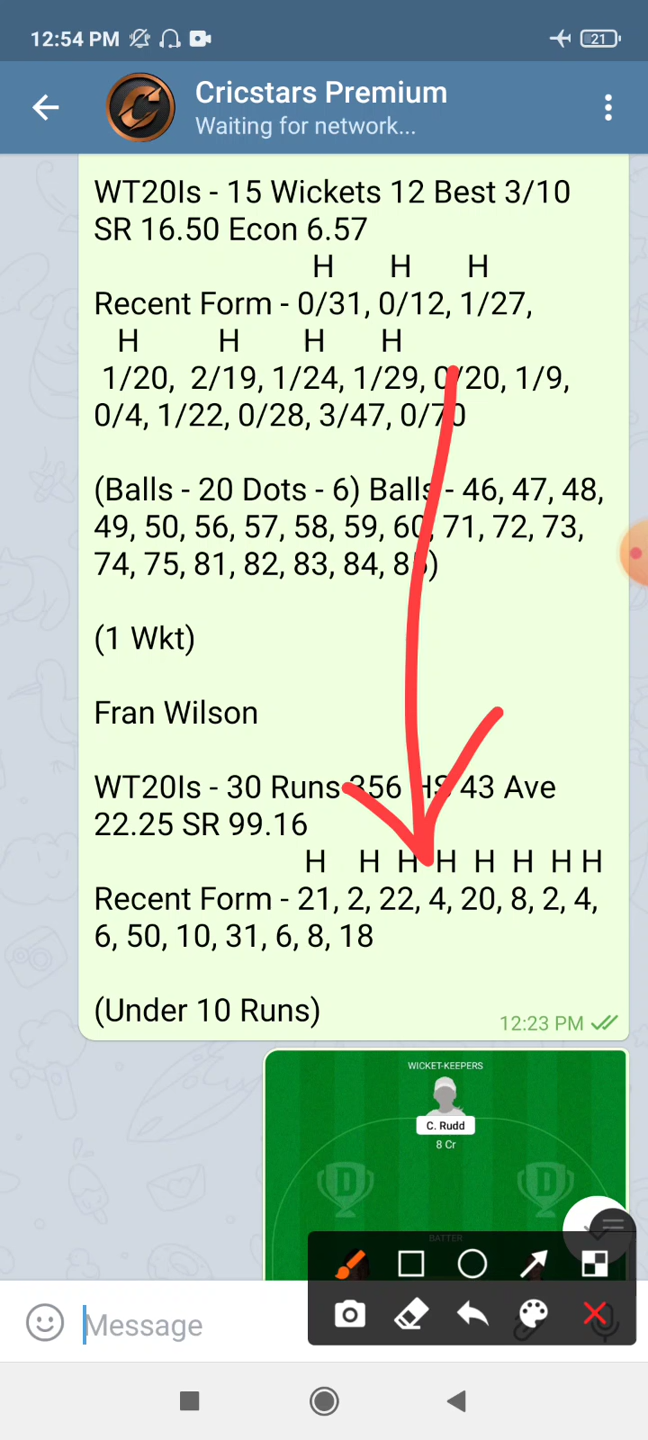 12:54 PM
21
Cricstars Premium
Waiting for network...
WT20Is - 15 Wickets 12 Best 3/10
SR 16.50 Econ 6.57
H H H
Recent Form - 0/31, 0/12, 1/27,
H H H H
1/20, 2/19, 1/24, 1/29, 0/20, 1/9,
0/4, 1/22, 0/28, 3/47, 0/70
(Balls - 20 Dots - 6) Balls - 46, 47, 48,
49, 50, 56, 57, 58, 59, 60, 71, 72, 73,
74, 75, 81, 82, 83, 84, 85)
(1 Wkt)
Fran Wilson
WT20Is - 30 Runs 356 HS 43 Ave
22.25 SR 99.16
H H H H H H H H
Recent Form - 21, 2, 22, 4, 20, 8, 2, 4,
6, 50, 10, 31, 6, 8, 18
(Under 10 Runs)
12:23 PM
WICKET-KEEPERS
C. Rudd
8 Cr
D D
BATTER
Message